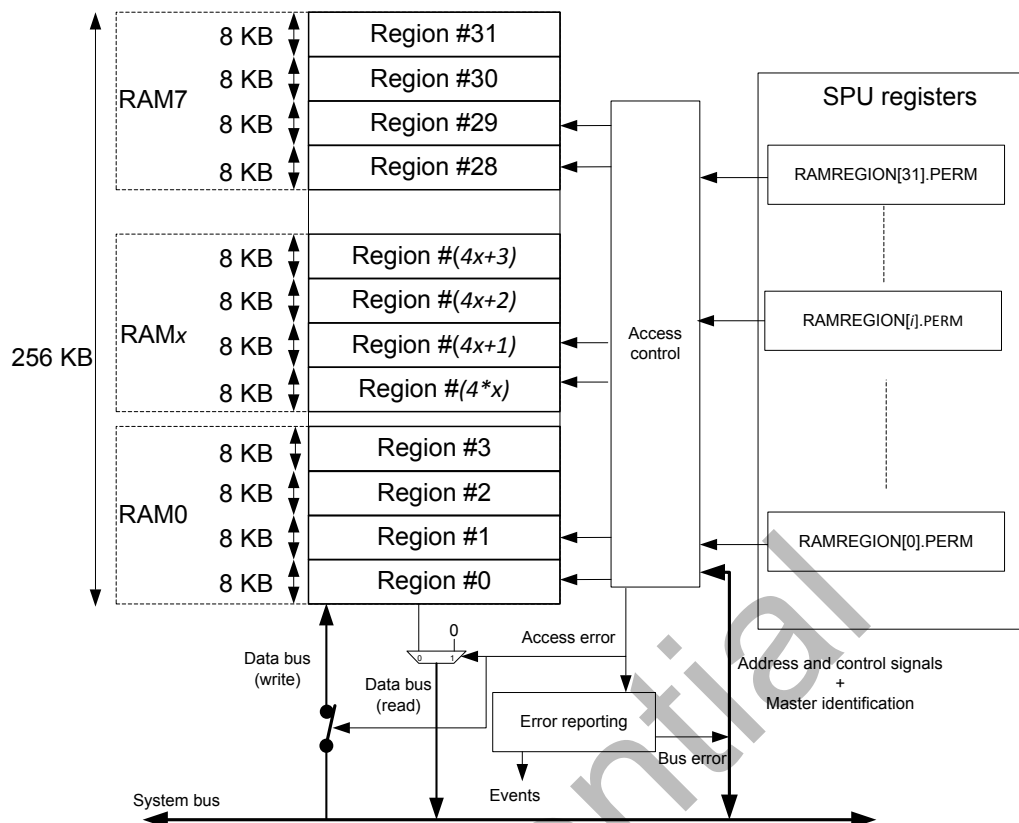 8 KB
Region #31
8 KB
Region #30
RAM7
8 KB
Region #29
8 KB
Region #28
SPU registers
RAMREGION[31].PERM
8 KB
Region #(4x+3)
8 KB
Region #(4x+2)
RAMx
8 KB
Region #(4x+1)
8 KB
Region #(4*x)
256 KB
Access
control
RAMREGION[i].PERM
8 KB
Region #3
8 KB
Region #2
RAM0
8 KB
Region #1
8 KB
Region #0
RAMREGION[0].PERM
0
0 1
Access error
Data bus
(write)
Data bus
(read)
Address and control signals
+
Master identification
Error reporting
Bus error
Events
System bus